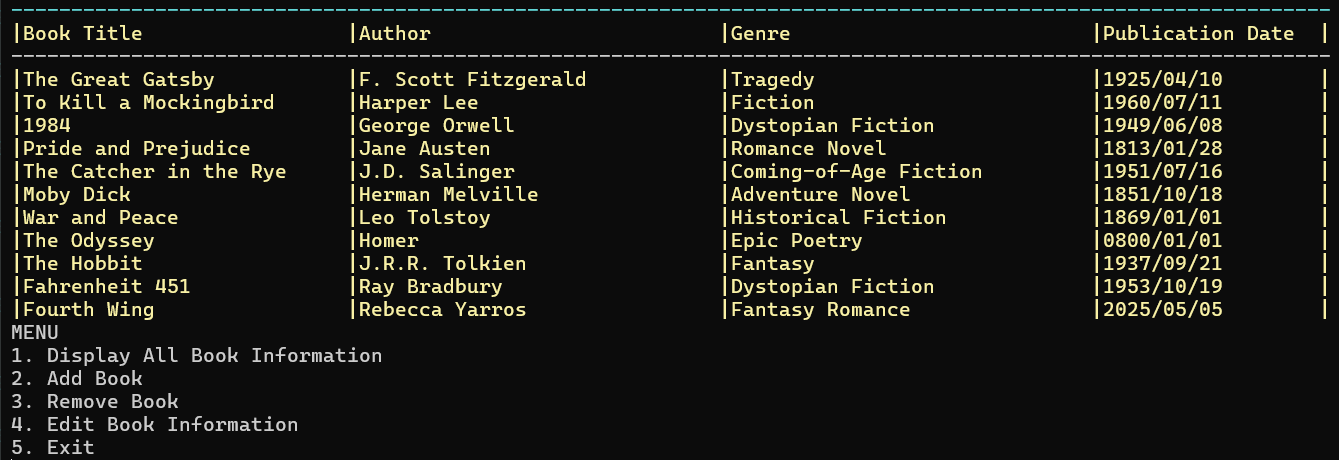 |Book Title |Author |Genre |Publication Date |
|The Great Gatsby |F. Scott Fitzgerald |Tragedy |1925/04/10 |
|To Kill a Mockingbird |Harper Lee |Fiction |1960/07/11 |
|1984 |George Orwell |Dystopian Fiction |1949/06/08 |
|Pride and Prejudice |Jane Austen |Romance Novel |1813/01/28 |
|The Catcher in the Rye |J.D. Salinger |Coming-of-Age Fiction |1951/07/16 |
|Moby Dick |Herman Melville |Adventure Novel |1851/10/18 |
|War and Peace |Leo Tolstoy |Historical Fiction |1869/01/01 |
|The Odyssey |Homer |Epic Poetry |0800/01/01 |
|The Hobbit |J.R.R. Tolkien |Fantasy |1937/09/21 |
|Fahrenheit 451 |Ray Bradbury |Dystopian Fiction |1953/10/19 |
|Fourth Wing |Rebecca Yarros |Fantasy Romance |2025/05/05 |
MENU
1. Display All Book Information
2. Add Book
3. Remove Book
4. Edit Book Information
5. Exit